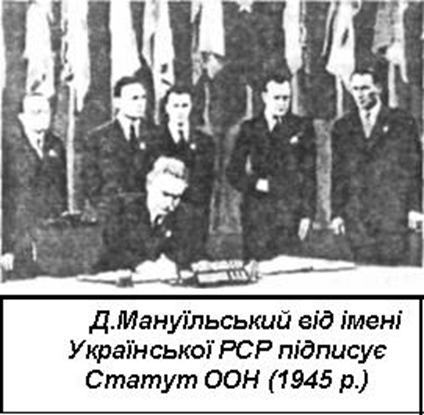 Д.Мануїльський від імені
Української РСР підписує
Статут ООН (1945 р.)